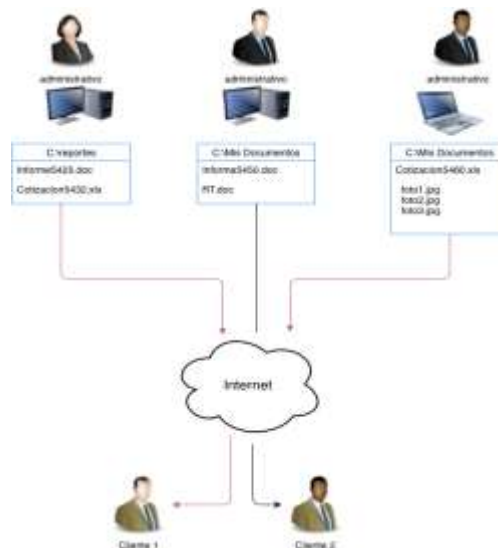 administrativo
administrativo
administrativo
C:\reportes
Informe5423.doc
Cotizacion5430.xls
C:\Mis Documentos
Informe5450.doc
RT.doc
C:\Mis Documentos
Cotizacion5460.xls
foto1.jpg
foto2.jpg
foto3.jpg
Internet
Cliente 1
Cliente 2